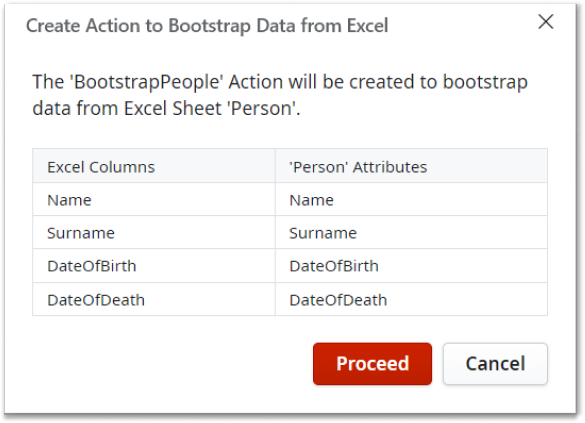 Create Action to Bootstrap Data from Excel
The 'BootstrapPeople' Action will be created to bootstrap
data from Excel Sheet 'Person'.
Excel Columns 'Person' Attributes
Name Name
Surname Surname
DateOfBirth DateOfBirth
DateOfDeath DateOfDeath
Proceed Cancel